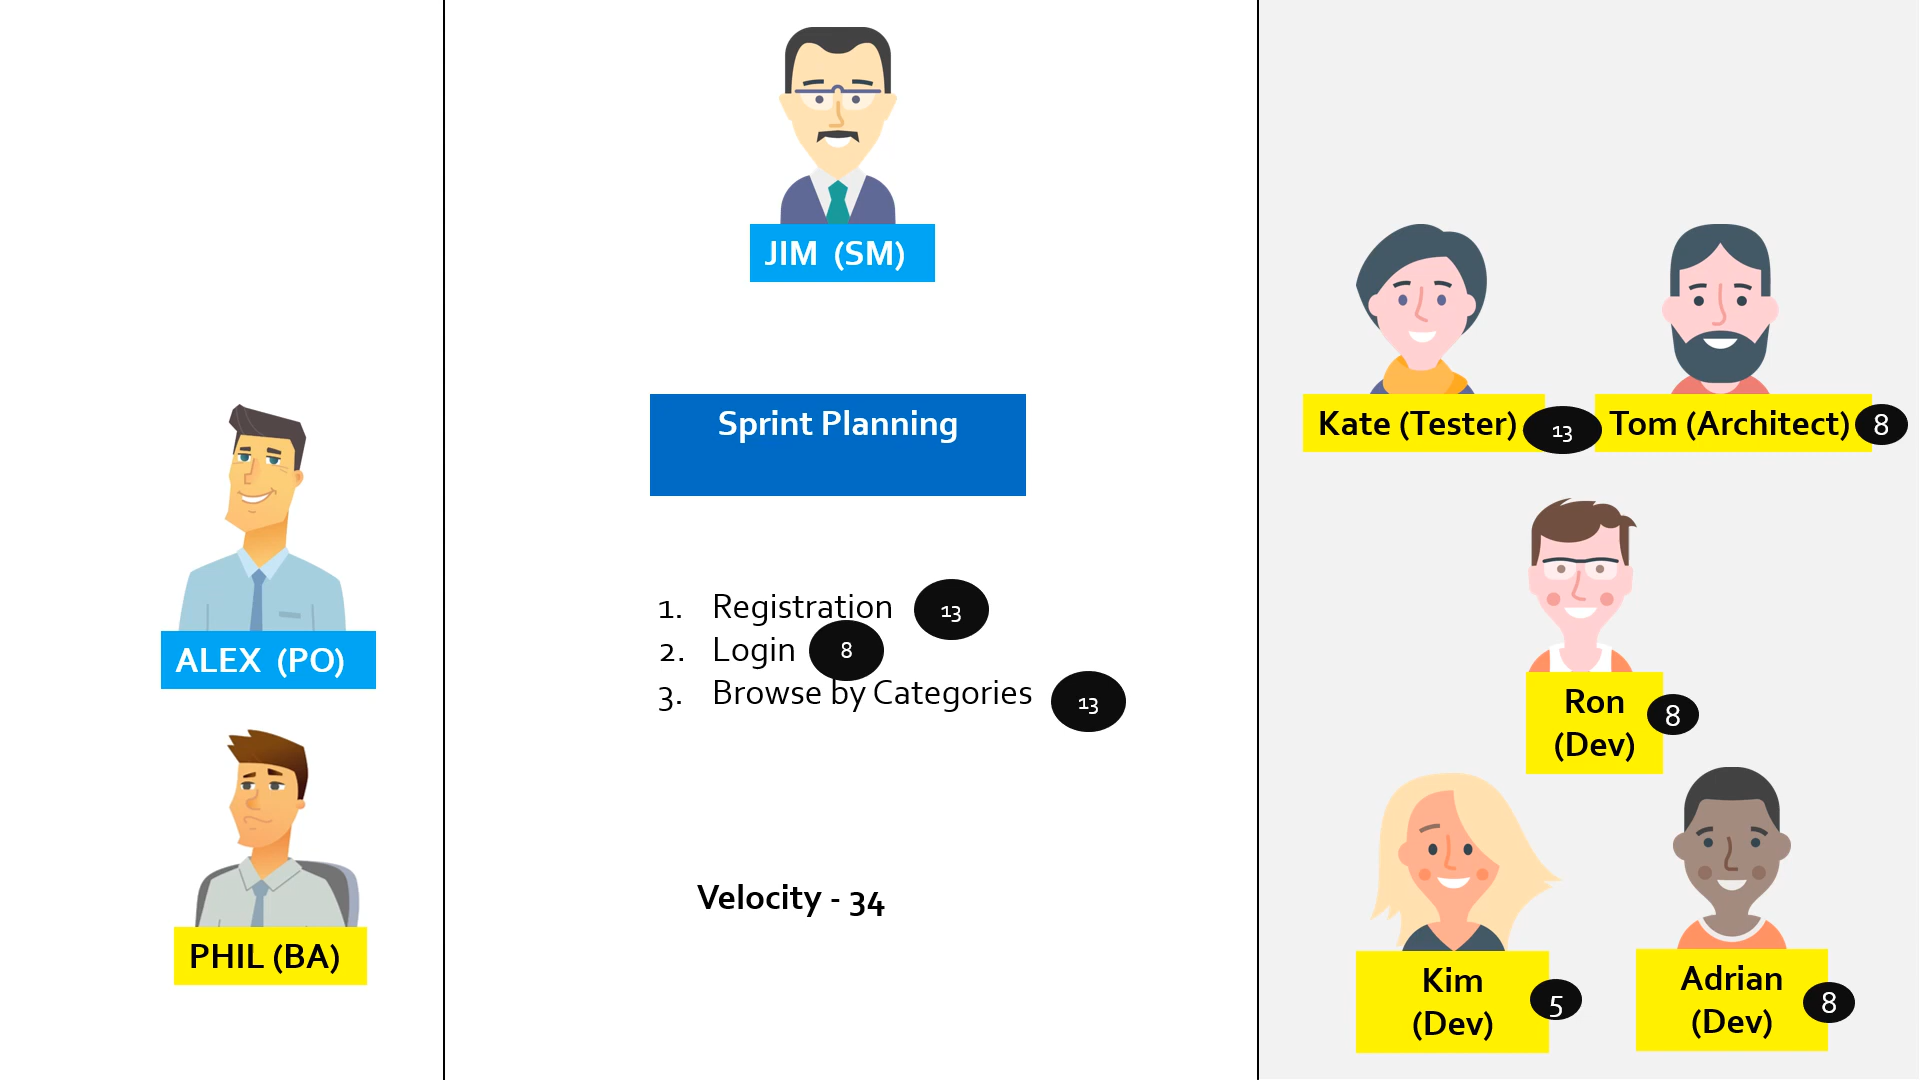 JIM (SM)
Sprint Planning
1. Registration 13
2. Login 8
3. Browse by Categories 13
Velocity - 34
ALEX (PO)
PHIL (BA)
Kate (Tester) 13
Tom (Architect) 8
Ron
(Dev) 8
Kim
(Dev) 5
Adrian
(Dev) 8